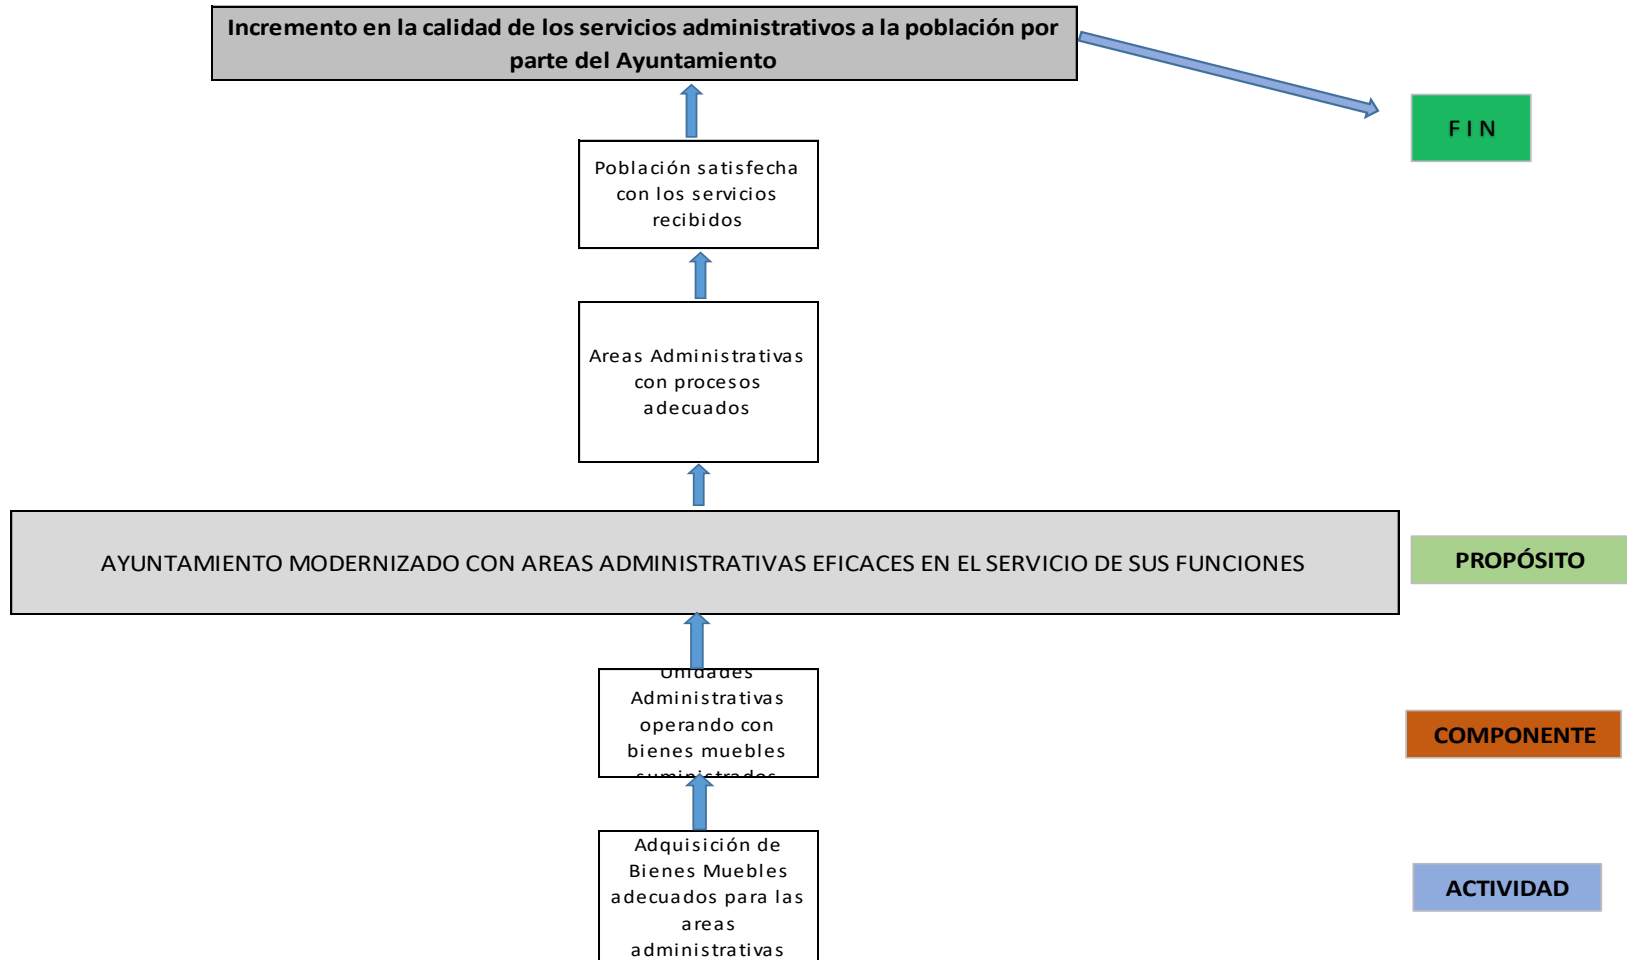 Incremento en la calidad de los servicios administrativos a la población por
parte del Ayuntamiento
F I N
Población satisfecha
con los servicios
recibidos
Areas Administrativas
con procesos
adecuados
AYUNTAMIENTO MODERNIZADO CON AREAS ADMINISTRATIVAS EFICACES EN EL SERVICIO DE SUS FUNCIONES
PROPÓSITO
Unidades
Administrativas
operando con
bienes muebles
suministrados
COMPONENTE
Adquisición de
Bienes Muebles
adecuados para las
areas
administrativas
ACTIVIDAD